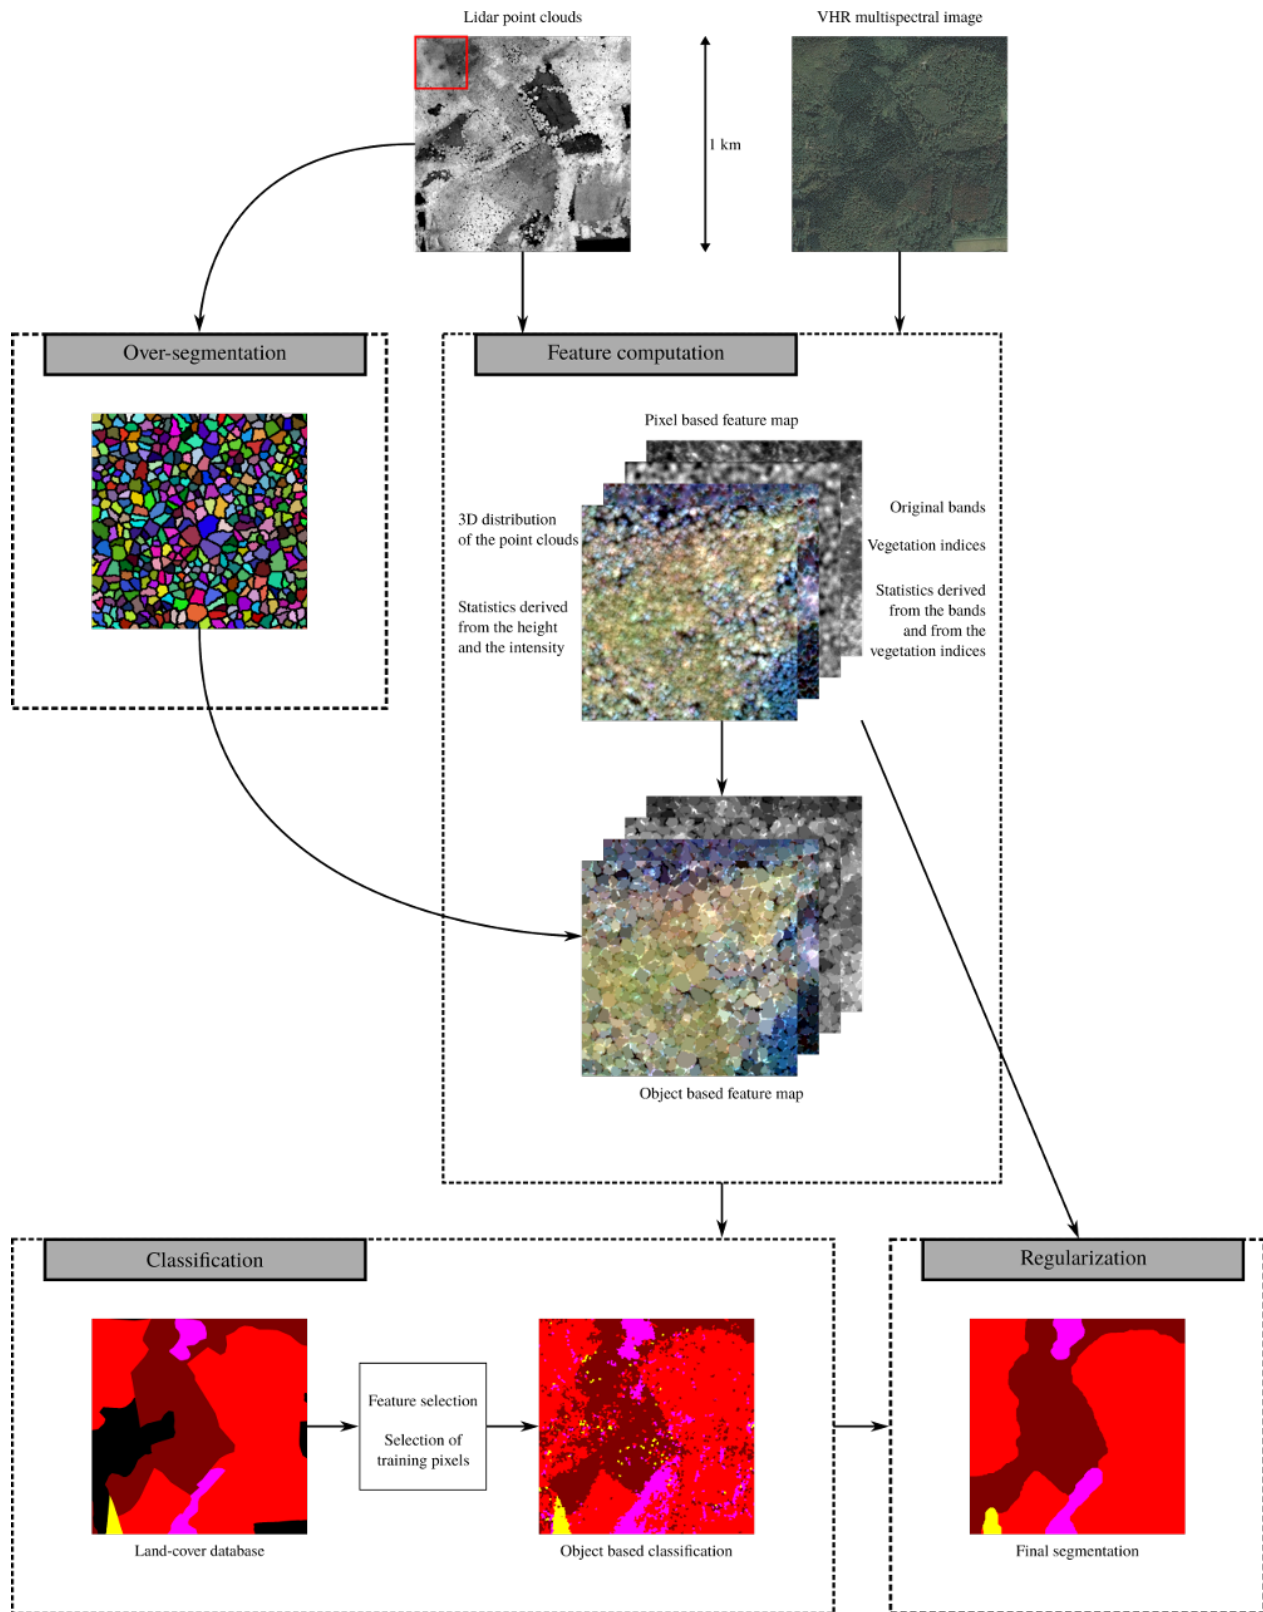 Lidar point clouds
VHR multispectral image
1 km
Over-segmentation
Feature computation
Pixel based feature map
3D distribution
of the point clouds
Statistics derived
from the height
and the intensity
Original bands
Vegetation indices
Statistics derived
from the bands
and from the
vegetation indices
Object based feature map
Classification
Regularization
Feature selection
Selection of
training pixels
Land-cover database
Object based classification
Final segmentation